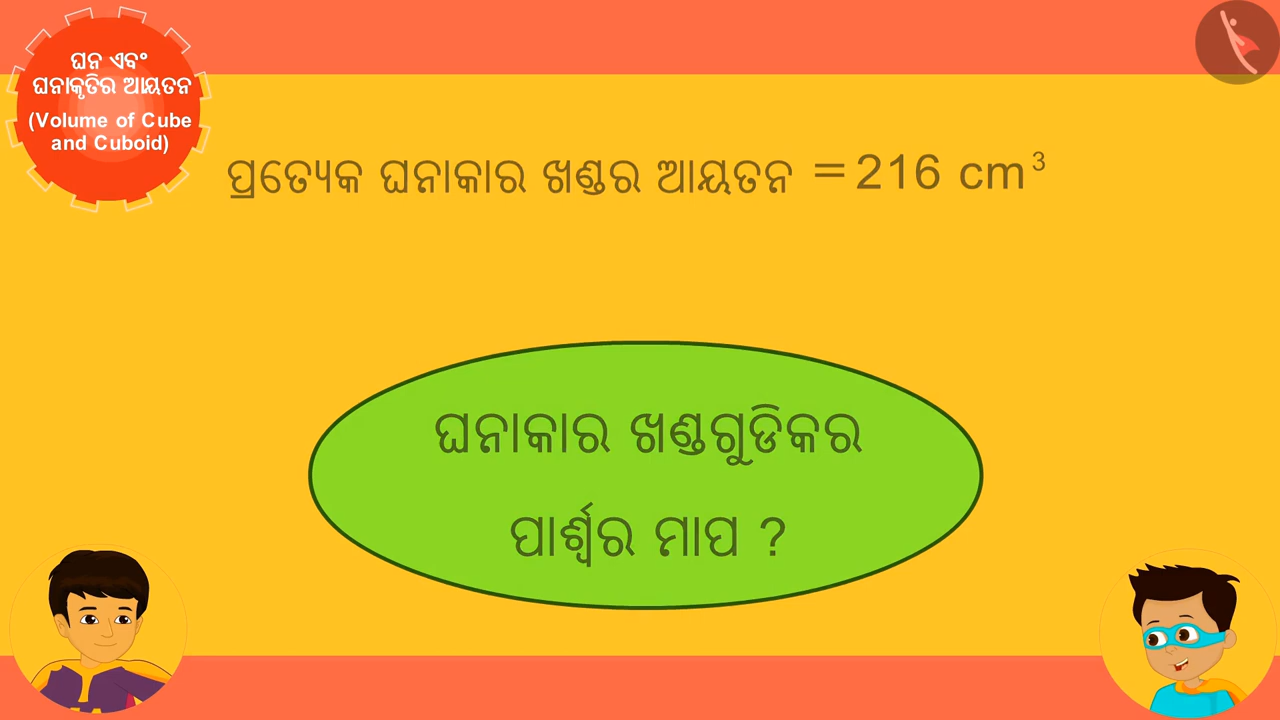 ଘନ ଏବଂ
ଘନାକୃତିର ଆୟତନ
(Volume of Cube
and Cuboid)
ପ୍ରତ୍ୟେକ ଘନାକାର ଖଣ୍ଡର ଆୟତନ = 216 cm³
ଘନାକାର ଖଣ୍ଡଗୁଡିକର
ପାର୍ଶ୍ୱର ମାପ ?